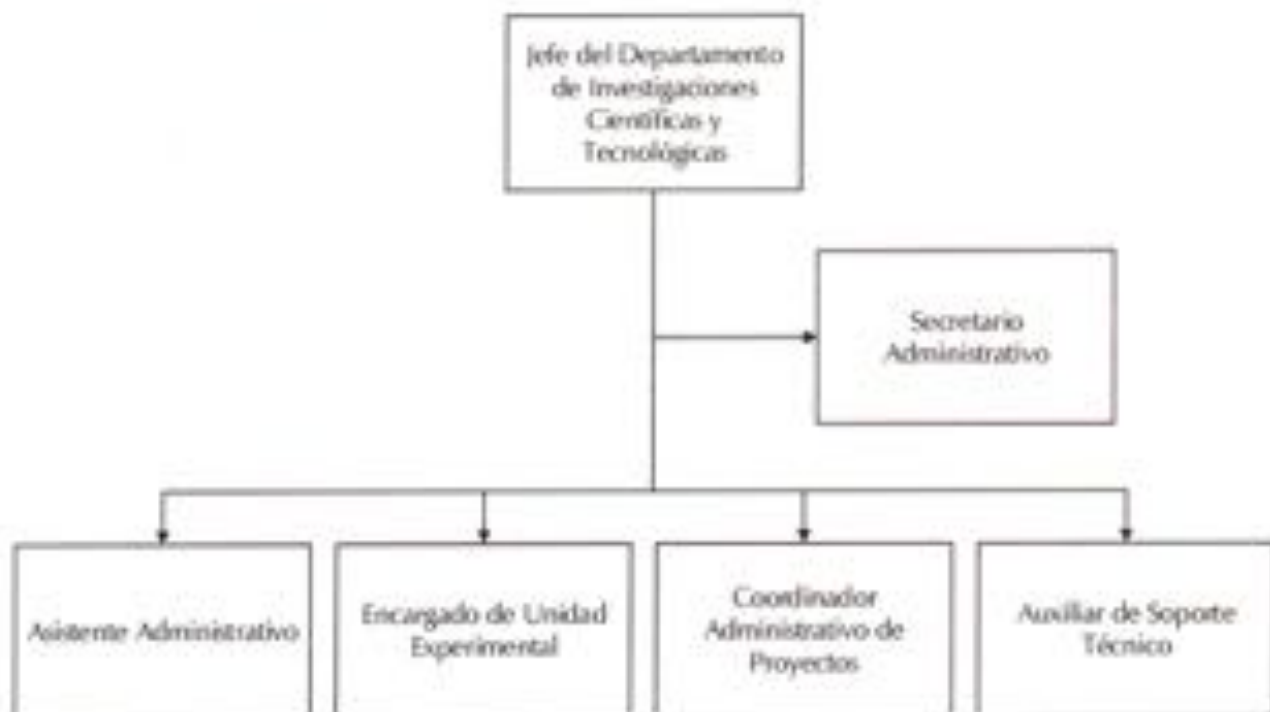 Jefe del Departamento
de Investigaciones
Científicas y
Tecnológicas
Secretario
Administrativo
Asistente Administrativo
Encargado de Unidad
Experimental
Coordinador
Administrativo de
Proyectos
Auxiliar de Soporte
Técnico